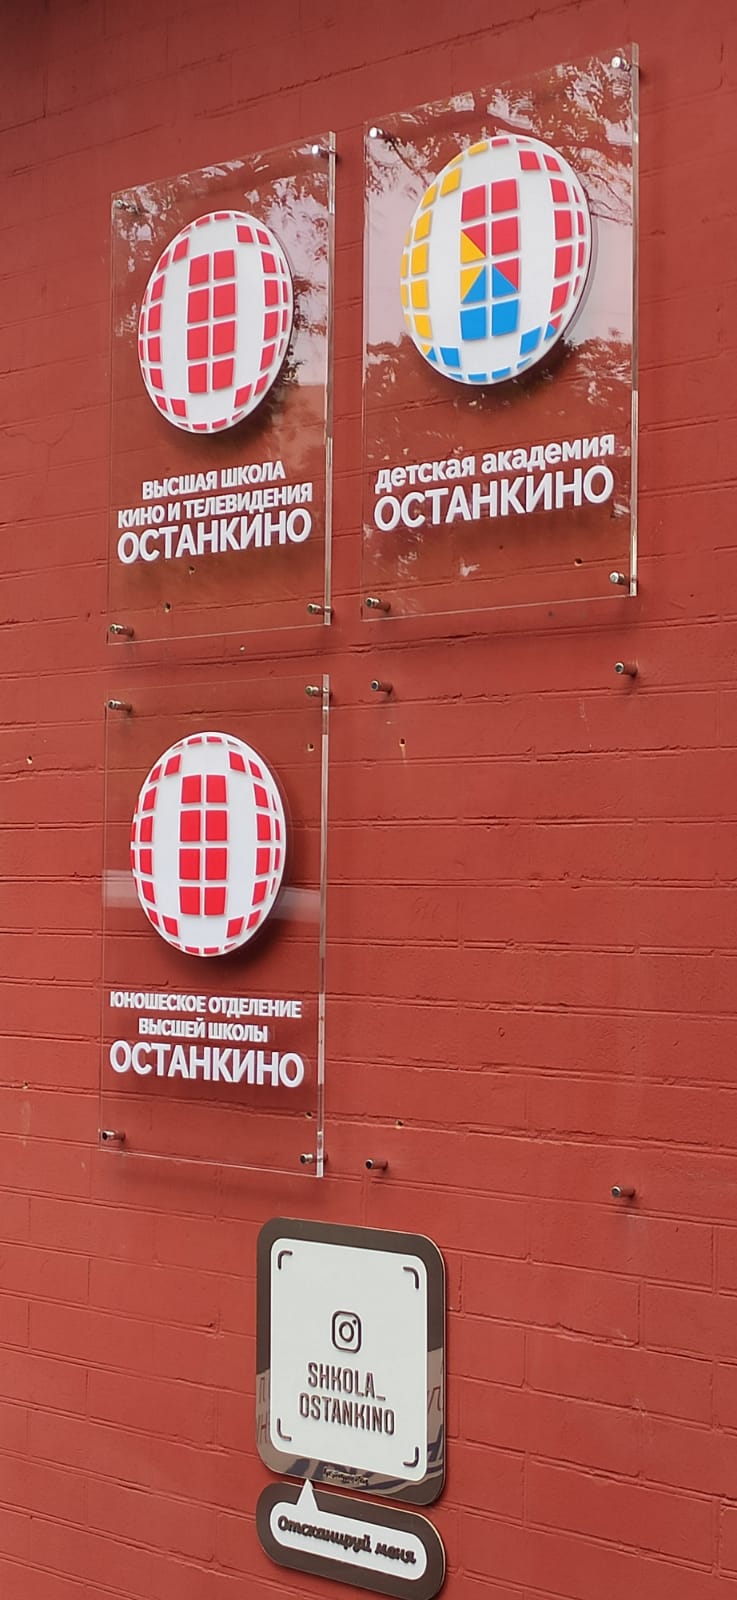 ВЫСШАЯ ШКОЛА
КИНО И ТЕЛЕВИДЕНИЯ
ОСТАНКИНО
детская академия
ОСТАНКИНО
ЮНОШЕСКОЕ ОТДЕЛЕНИЕ
ВЫСШЕЙ ШКОЛЫ
ОСТАНКИНО
SHKOLA_
OSTANKINO
Отсканируй меня